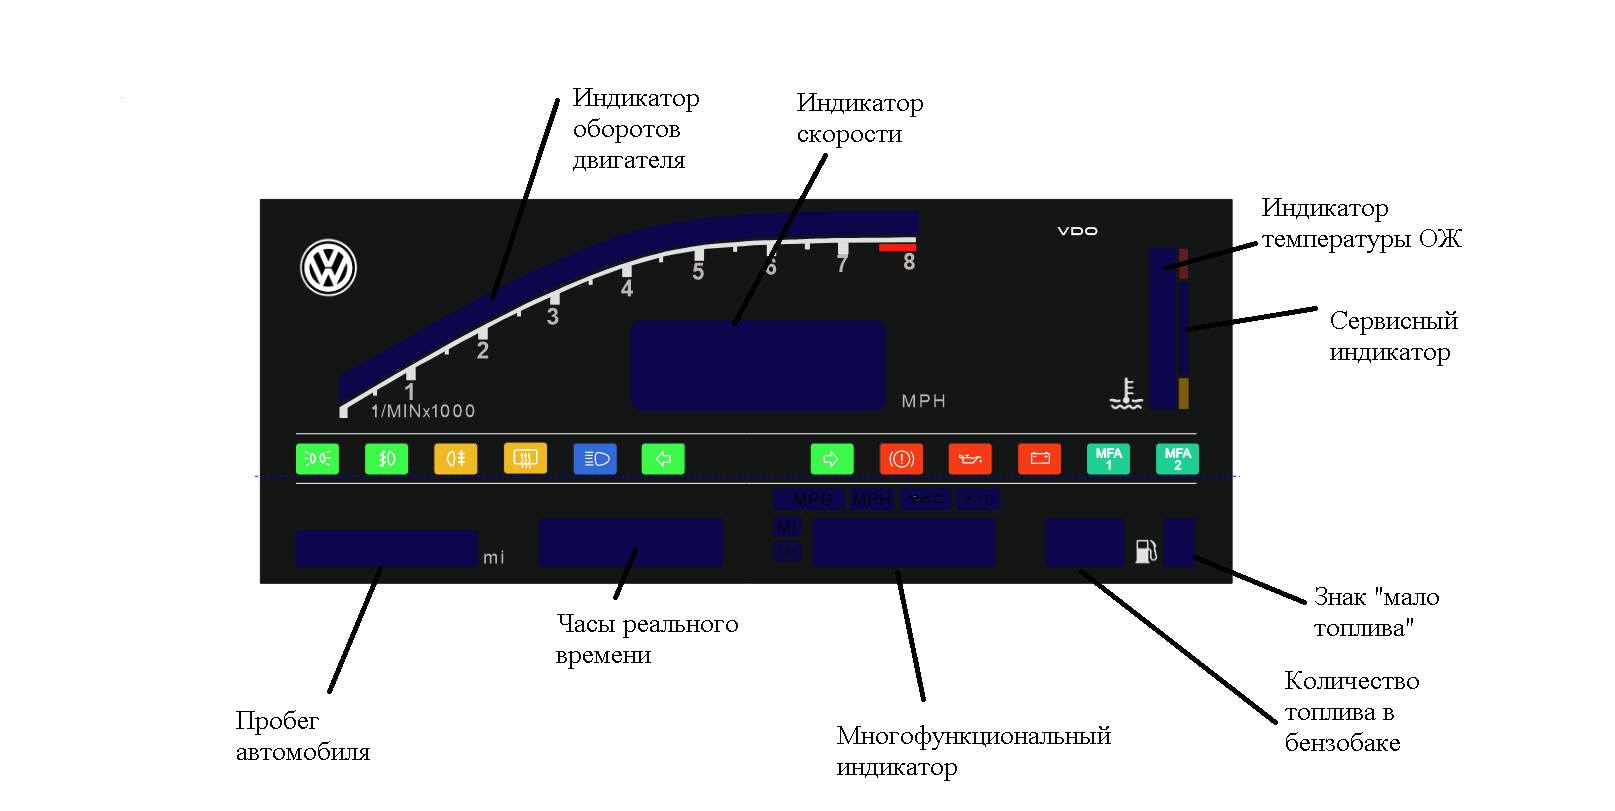 Индикатор
оборотов
двигателя
Индикатор
скорости
Индикатор
температуры ОЖ
VDO
8
7
6
5
4
3
2
1
1/MINx1000
MPH
Сервисный
индикатор
MFA
1
MFA
2
MPG
MPH
°C
°C
MI
mi
Знак "мало
топлива"
Часы реального
времени
Количество
топлива в
бензобаке
Пробег
автомобиля
Многофункциональный
индикатор